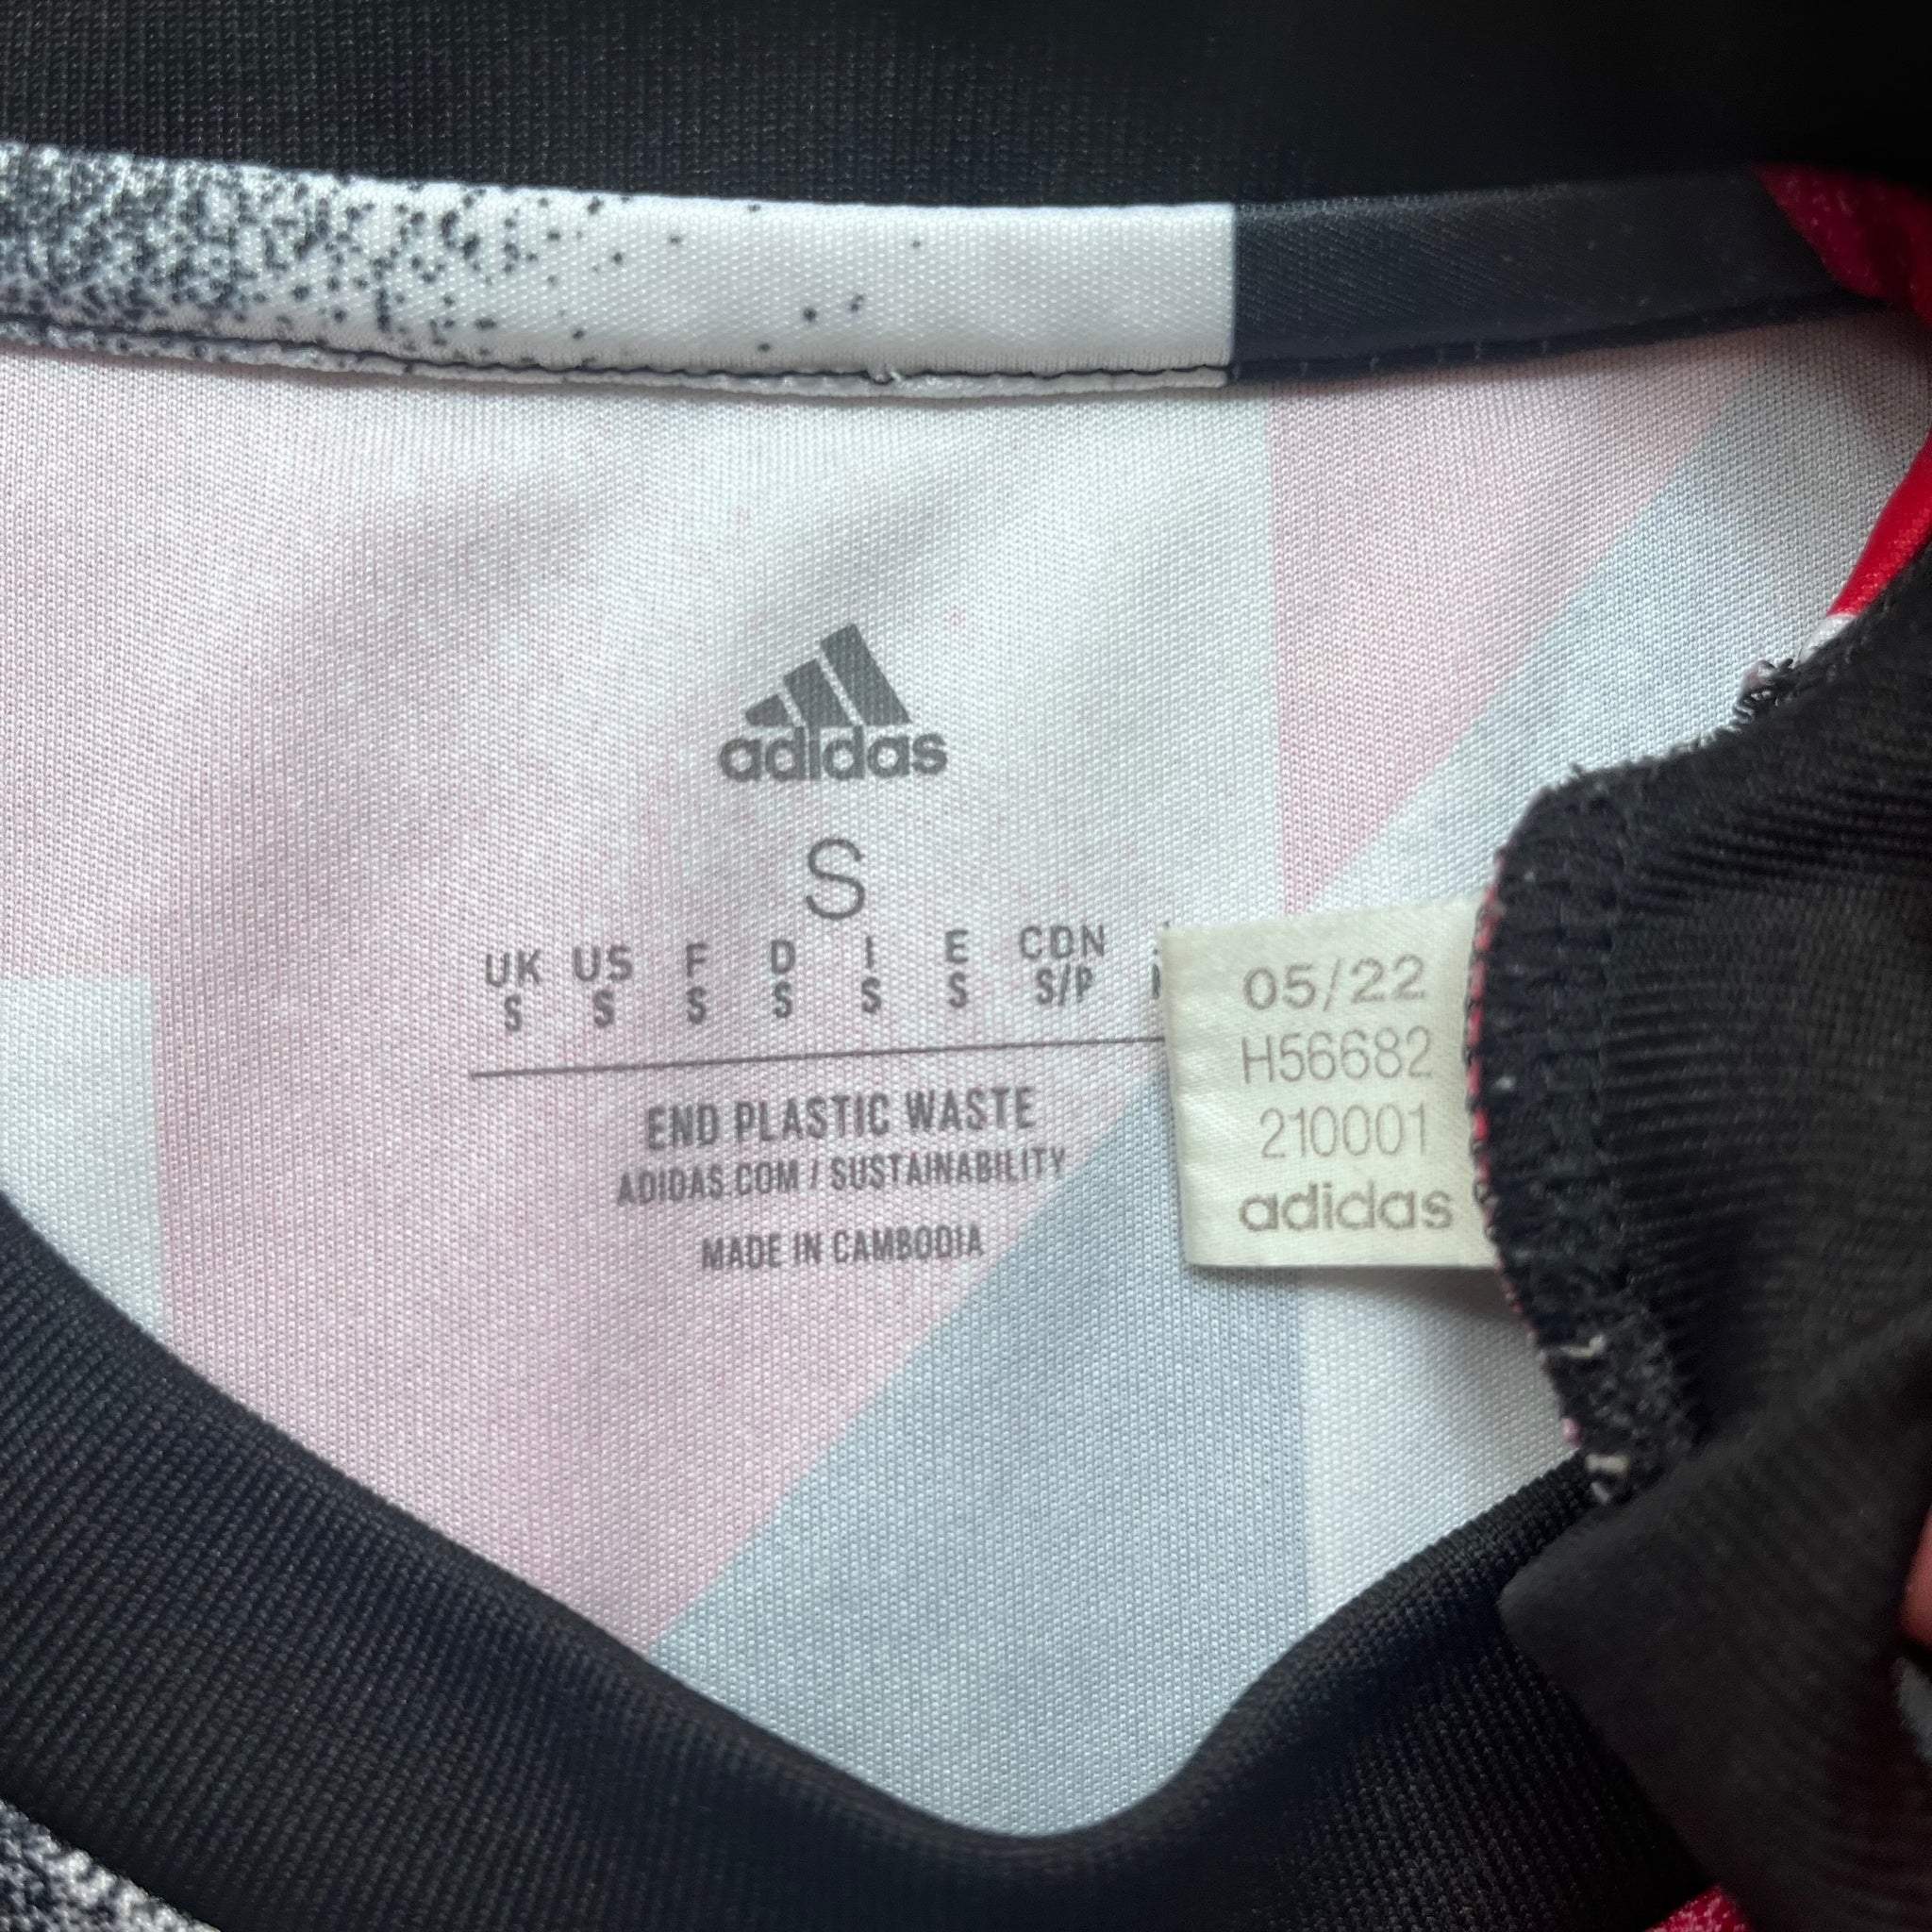 adidas
S
UK US F D I E CDN
S S S S S S S/P
END PLASTIC WASTE
ADIDAS.COM / SUSTAINABILITY
MADE IN CAMBODIA
05/22
H56682
210001
adidas